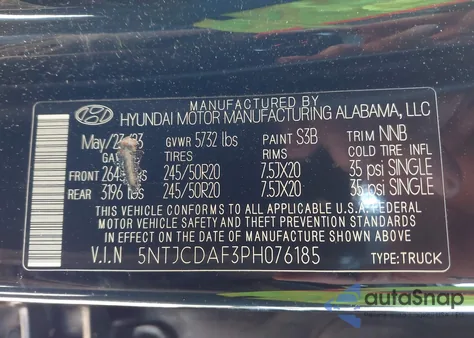 MANUFACTURED BY
HYUNDAI MOTOR MANUFACTURING ALABAMA, LLC
GVWR 5732 lbs PAINT S3B TRIM NNB
TIRES RIMS COLD TIRE INFL
FRONT 245/50R20 7.5JX20 35 psi SINGLE
REAR 3196 lbs 245/50R20 7.5JX20 35 psi SINGLE
THIS VEHICLE CONFORMS TO ALL APPLICABLE U.S.A. FEDERAL
MOTOR VEHICLE SAFETY AND THEFT PREVENTION STANDARDS
IN EFFECT ON THE DATE OF MANUFACTURE SHOWN ABOVE
V.I.N 5NTJCDAF3PH076185 TYPE:TRUCK
autoSnap